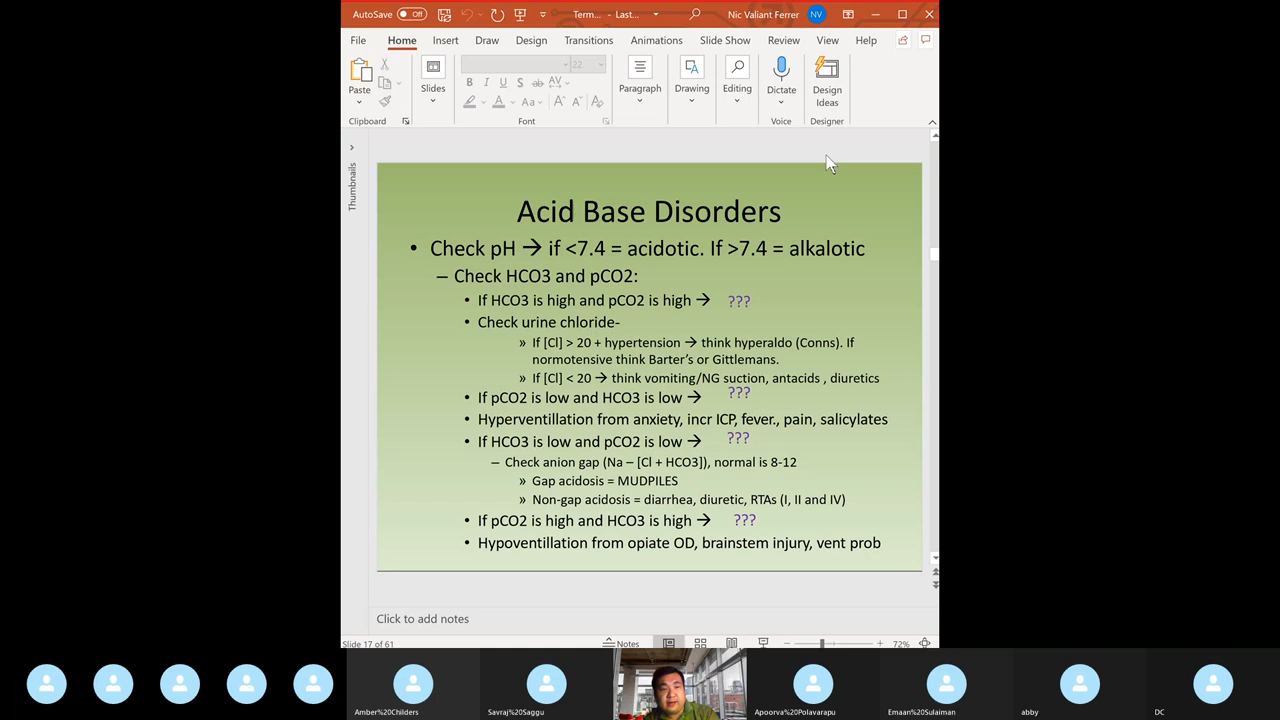 AutoSave Off Term... - Last... Nic Valiant Ferrer NV
File Home Insert Draw Design Transitions Animations Slide Show Review View Help
22
Paste Slides B I U S ab AV Paragraph Drawing Editing Dictate Design Ideas
A Aa A A A
Clipboard Font Voice Designer
Thumbnails
Acid Base Disorders
• Check pH → if <7.4 = acidotic. If >7.4 = alkalotic
– Check HCO3 and pCO2:
• If HCO3 is high and pCO2 is high → ???
• Check urine chloride-
» If [Cl] > 20 + hypertension → think hyperaldo (Conns). If
normotensive think Barter's or Gittlemans.
» If [Cl] < 20 → think vomiting/NG suction, antacids , diuretics
• If pCO2 is low and HCO3 is low → ???
• Hyperventillation from anxiety, incr ICP, fever., pain, salicylates
• If HCO3 is low and pCO2 is low → ???
– Check anion gap (Na – [Cl + HCO3]), normal is 8-12
» Gap acidosis = MUDPILES
» Non-gap acidosis = diarrhea, diuretic, RTAs (I, II and IV)
• If pCO2 is high and HCO3 is high → ???
• Hypoventillation from opiate OD, brainstem injury, vent prob
Click to add notes
Slide 17 of 61 Notes 72%
Amber%20Childers Savraj%20Saggu Apoorva%20Polavarapu Emaan%20Sulaiman abby DC